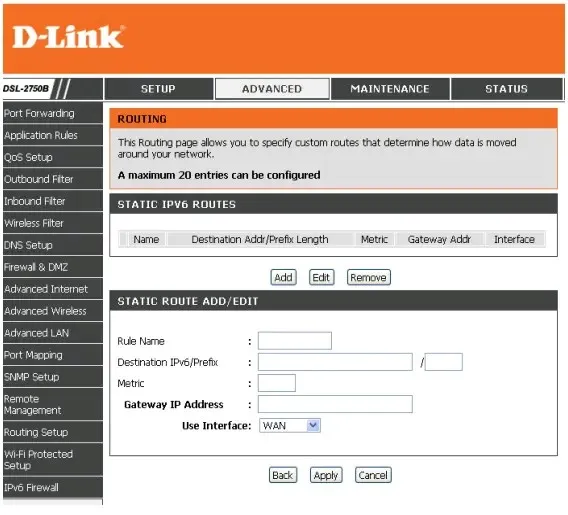 D-Link
DSL-2750B
SETUP
ADVANCED
MAINTENANCE
STATUS
Port Forwarding
Application Rules
QoS Setup
Outbound Filter
Inbound Filter
Wireless Filter
DNS Setup
Firewall & DMZ
Advanced Internet
Advanced Wireless
Advanced LAN
Port Mapping
SNMP Setup
Remote
Management
Routing Setup
Wi-Fi Protected
Setup
IPv6 Firewall
ROUTING
This Routing page allows you to specify custom routes that determine how data is moved
around your network.
A maximum 20 entries can be configured
STATIC IPV6 ROUTES
Name Destination Addr/Prefix Length Metric Gateway Addr Interface
Add Edit Remove
STATIC ROUTE ADD/EDIT
Rule Name :
Destination IPv6/Prefix : /
Metric :
Gateway IP Address :
Use Interface: WAN
Back Apply Cancel